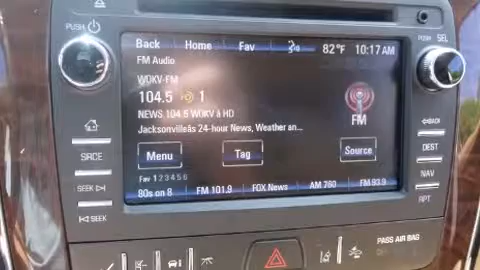 PUSH
Back Home Fav 82°F 10:17 AM
PUSH SEL
FM Audio
WOKV-FM
104.5 1
NEWS 104.5 WOKV á HD
Jacksonvilleâs 24-hour News, Weather an...
FM
Menu Tag Source
Fav 1 2 3 4 5 6
80s on 8 FM 101.9 FOX News AM 760 FM 93.9
SRCE
SEEK
SEEK
BACK
DEST
NAV
RPT
PASS AIR BAG
OFF